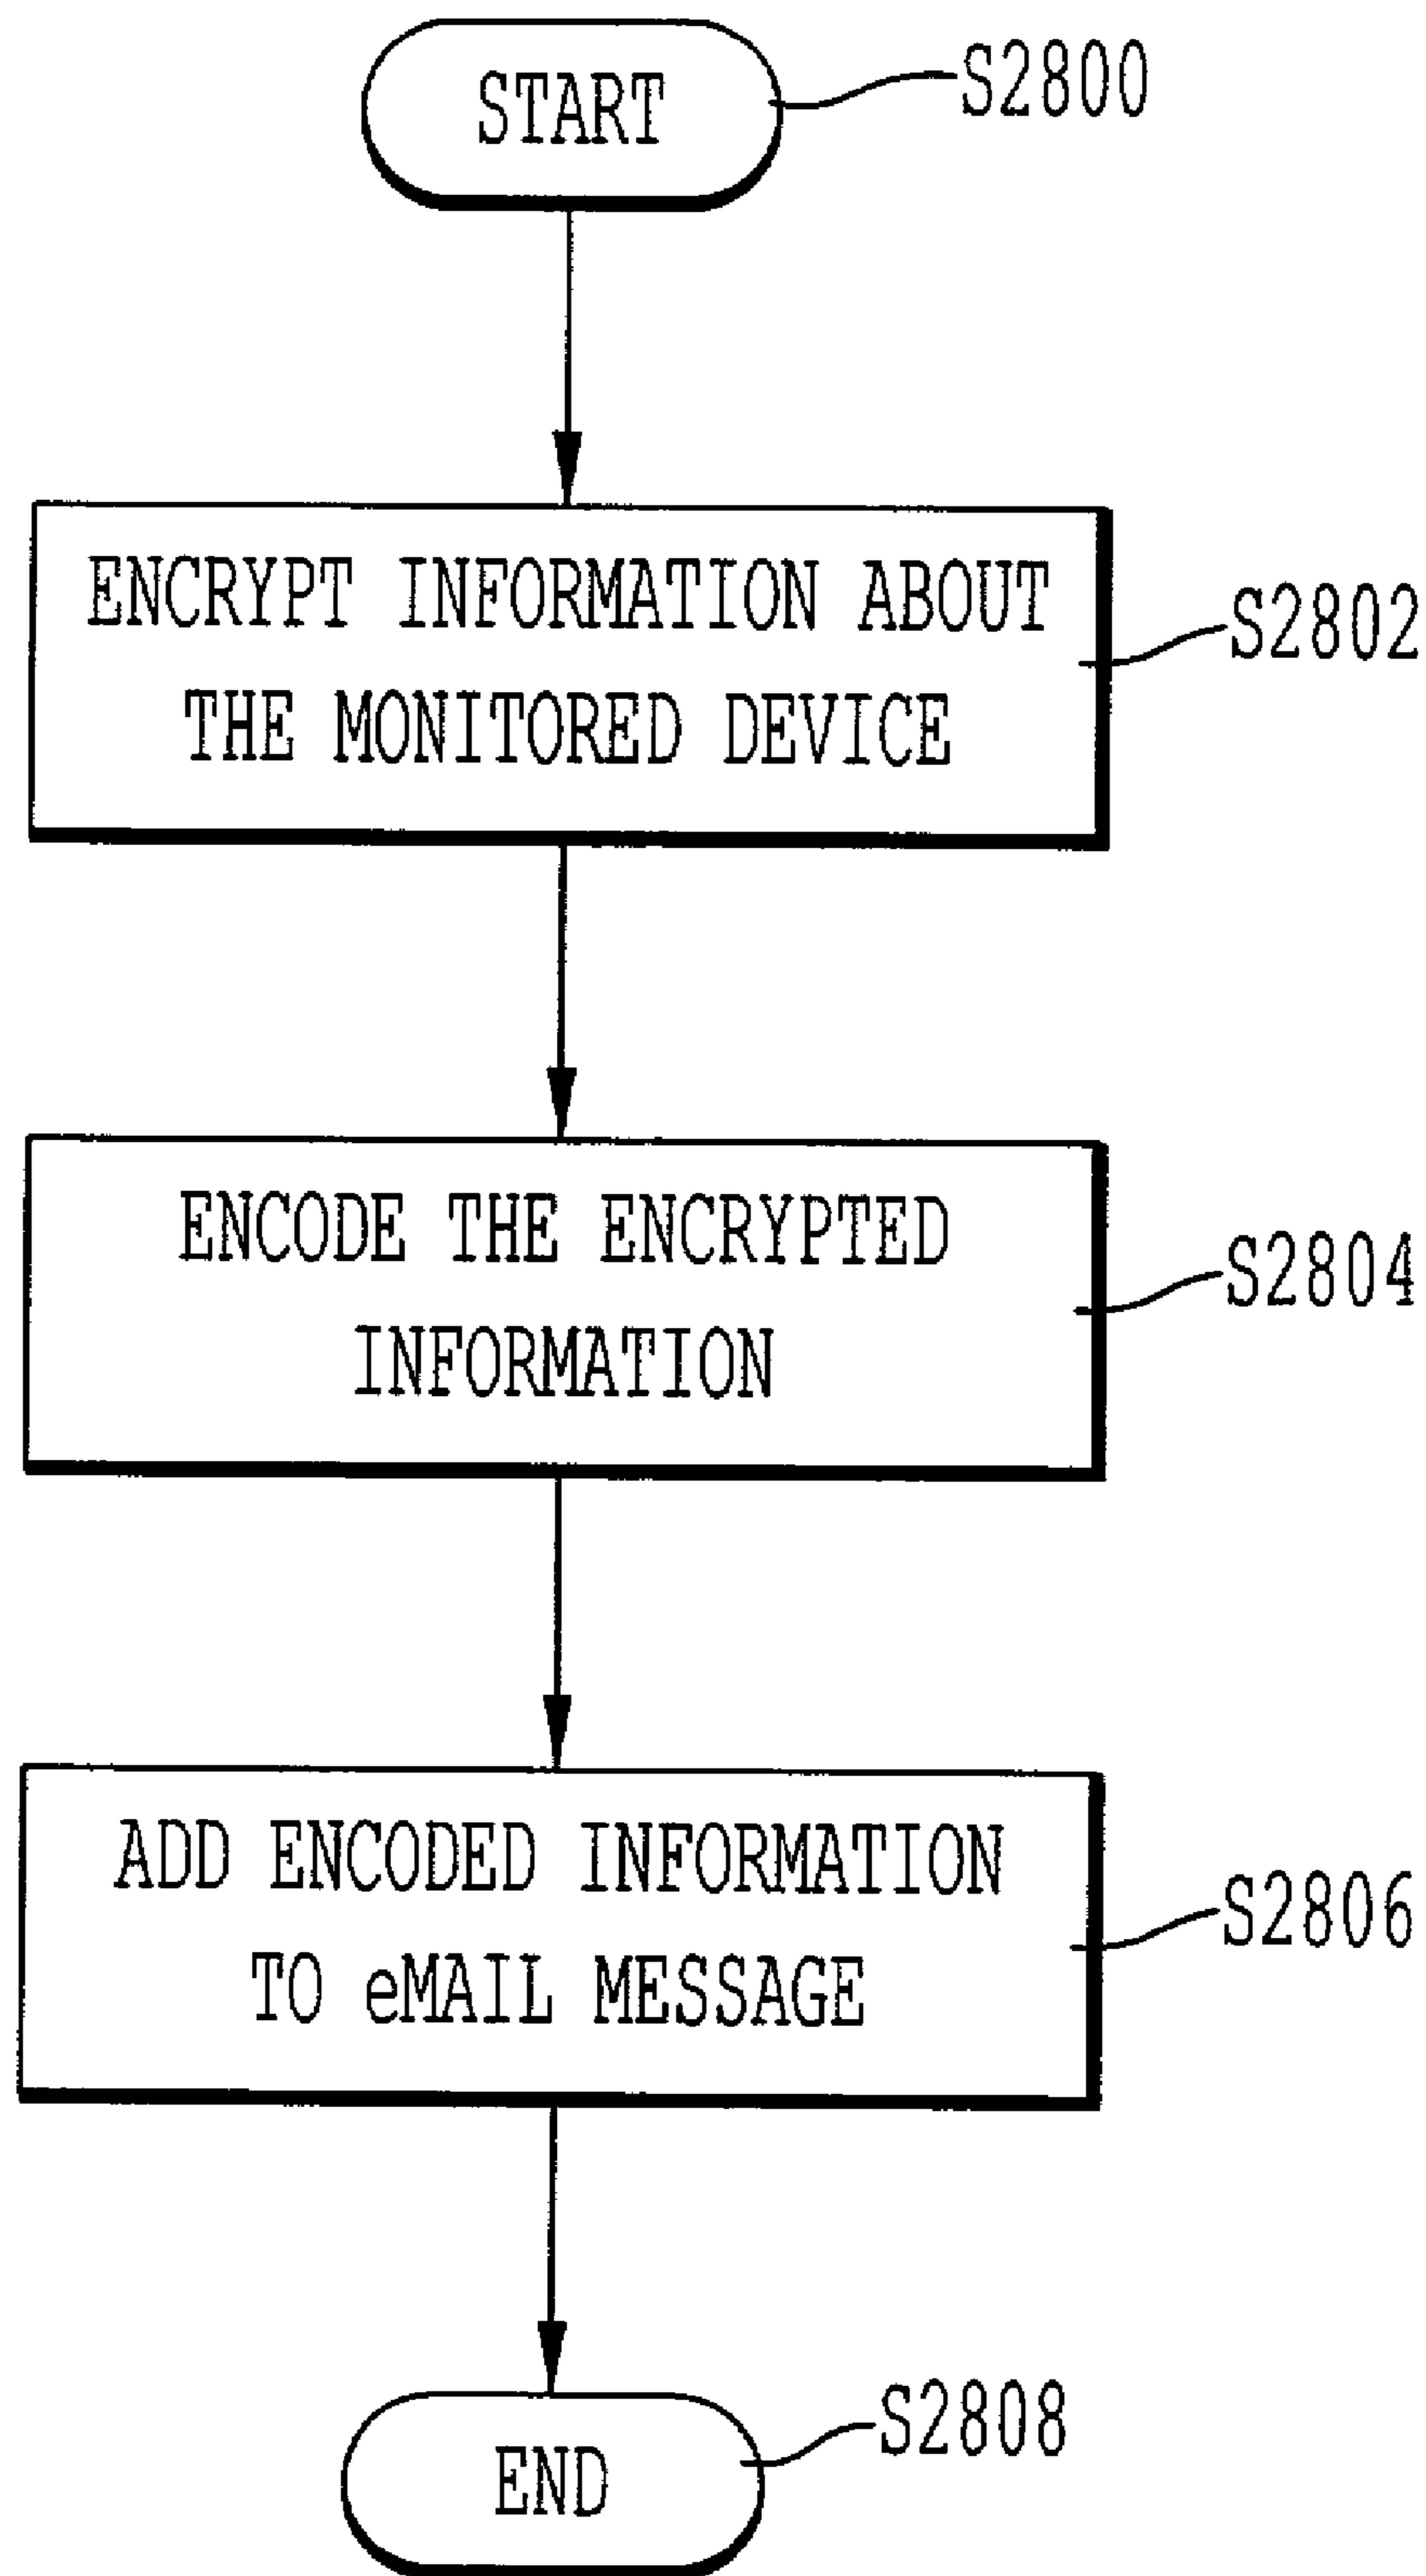 START
S2800
ENCRYPT INFORMATION ABOUT
THE MONITORED DEVICE
S2802
ENCODE THE ENCRYPTED
INFORMATION
S2804
ADD ENCODED INFORMATION
TO eMAIL MESSAGE
S2806
END
S2808